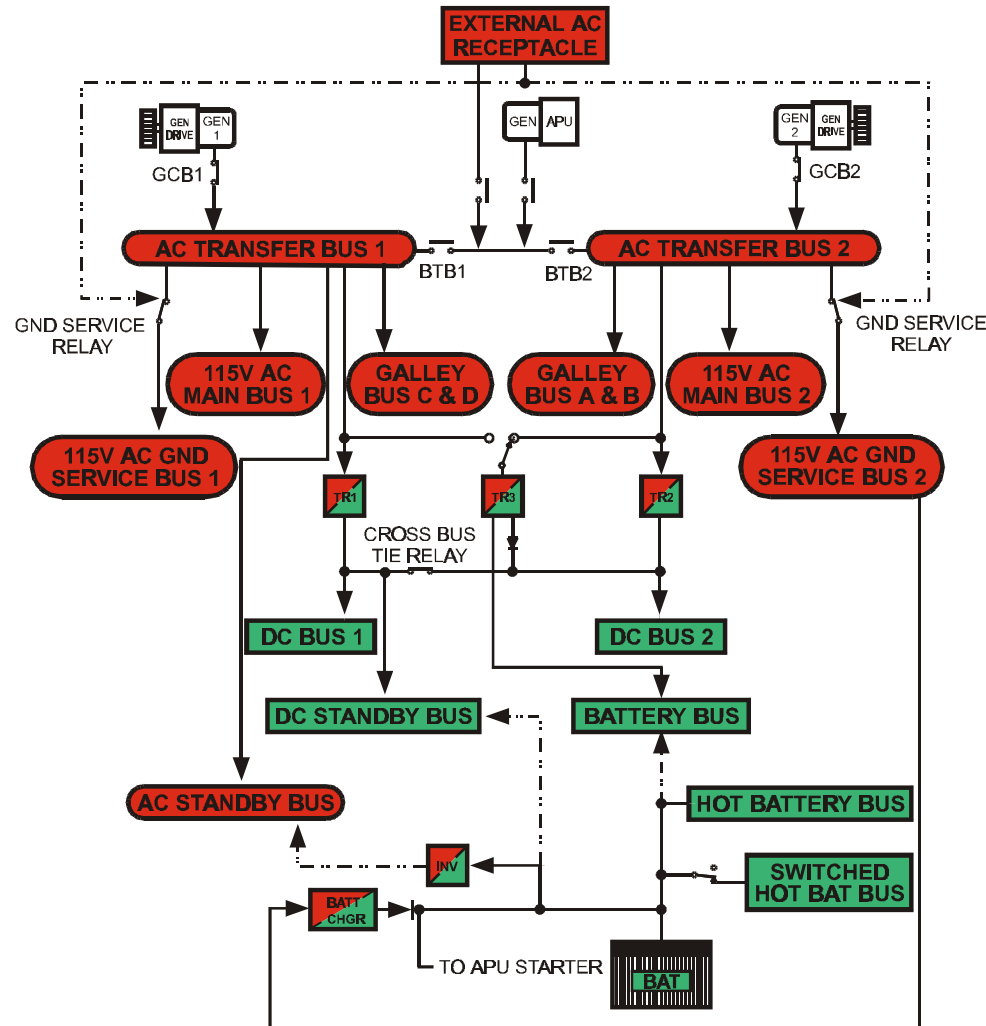 EXTERNAL AC
RECEPTACLE
GEN
DRIVE
GEN
1
GEN
APU
GEN
2
GEN
DRIVE
GCB1
GCB2
AC TRANSFER BUS 1
AC TRANSFER BUS 2
BTB1
BTB2
GND SERVICE
RELAY
GND SERVICE
RELAY
115V AC
MAIN BUS 1
GALLEY
BUS C & D
GALLEY
BUS A & B
115V AC
MAIN BUS 2
115V AC GND
SERVICE BUS 1
115V AC GND
SERVICE BUS 2
TR1
TR3
TR2
CROSS BUS
TIE RELAY
DC BUS 1
DC BUS 2
DC STANDBY BUS
BATTERY BUS
AC STANDBY BUS
HOT BATTERY BUS
INV
SWITCHED
HOT BAT BUS
BATT
CHGR
TO APU STARTER
BAT